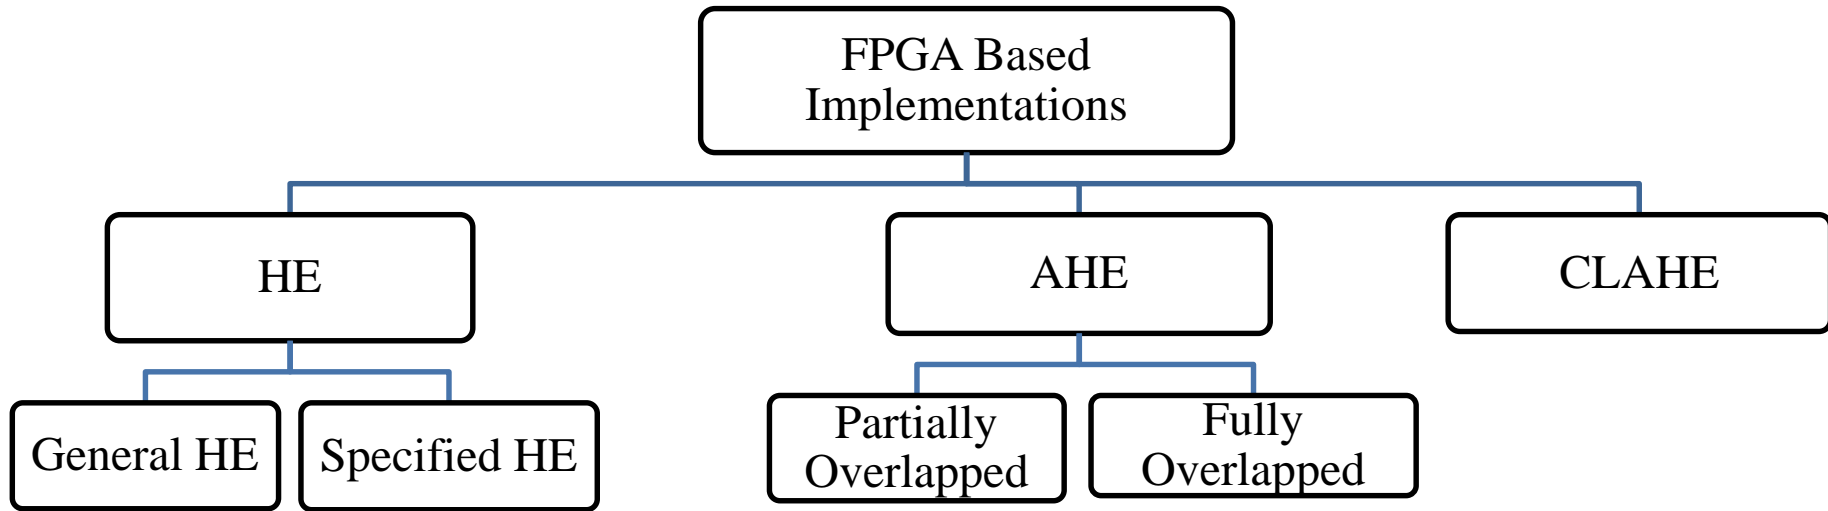 FPGA Based
Implementations
HE
AHE
CLAHE
General HE
Specified HE
Partially
Overlapped
Fully
Overlapped